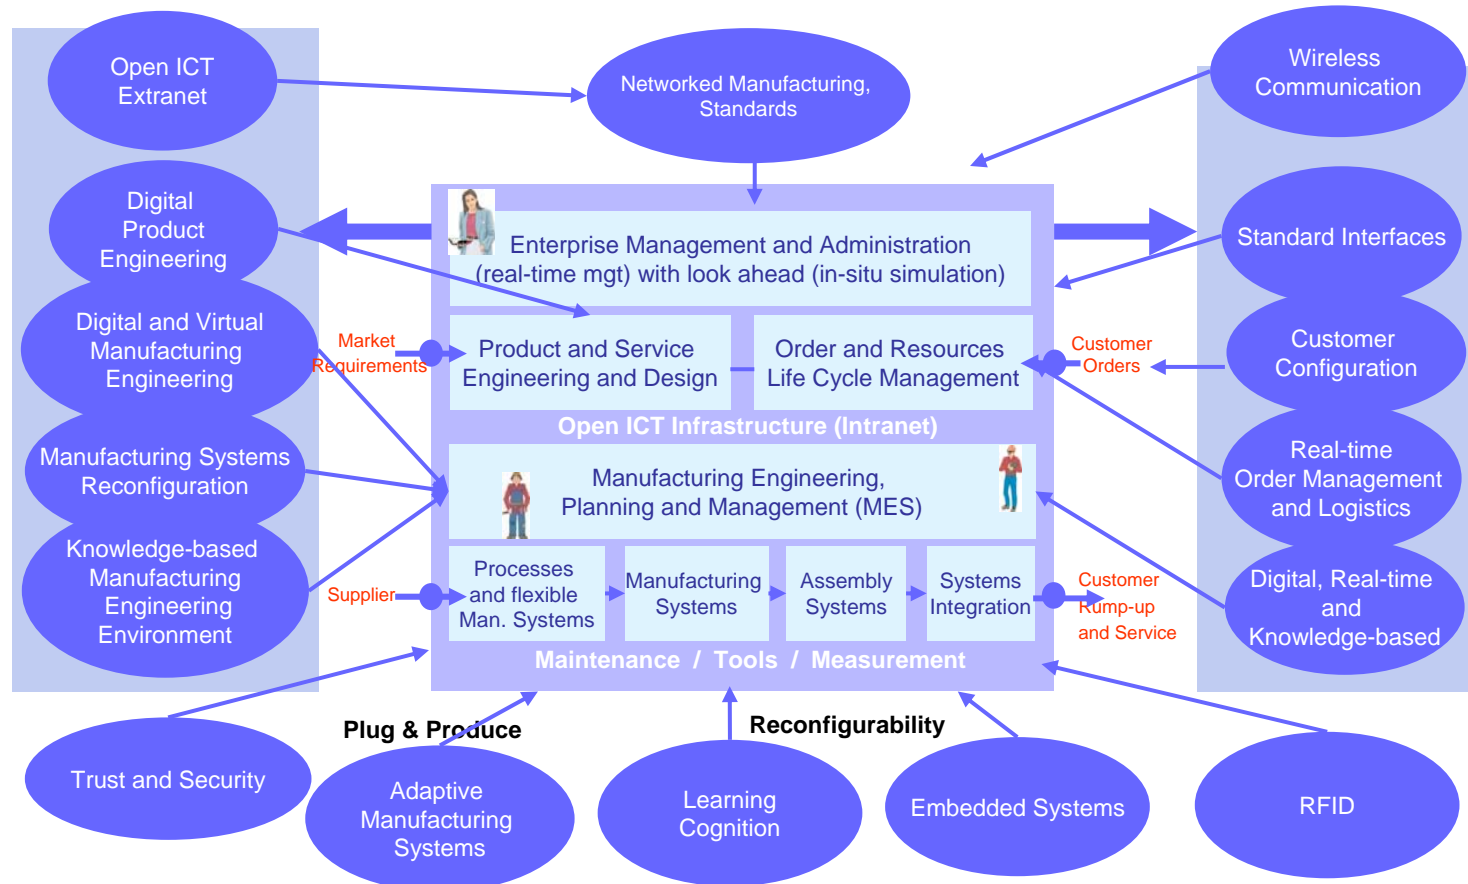 Open ICT
Extranet
Networked Manufacturing,
Standards
Wireless
Communication
Digital
Product
Engineering
Enterprise Management and Administration
(real-time mgt) with look ahead (in-situ simulation)
Standard Interfaces
Digital and Virtual
Manufacturing
Engineering
Market
Requirements
Product and Service
Engineering and Design
Order and Resources
Life Cycle Management
Customer
Orders
Customer
Configuration
Open ICT Infrastructure (Intranet)
Manufacturing Systems
Reconfiguration
Manufacturing Engineering,
Planning and Management (MES)
Real-time
Order Management
and Logistics
Knowledge-based
Manufacturing
Engineering
Environment
Supplier
Processes
and flexible
Man. Systems
Manufacturing
Systems
Assembly
Systems
Systems
Integration
Customer
Rump-up
and Service
Digital, Real-time
and
Knowledge-based
Maintenance / Tools / Measurement
Plug & Produce
Reconfigurability
Trust and Security
Adaptive
Manufacturing
Systems
Learning
Cognition
Embedded Systems
RFID